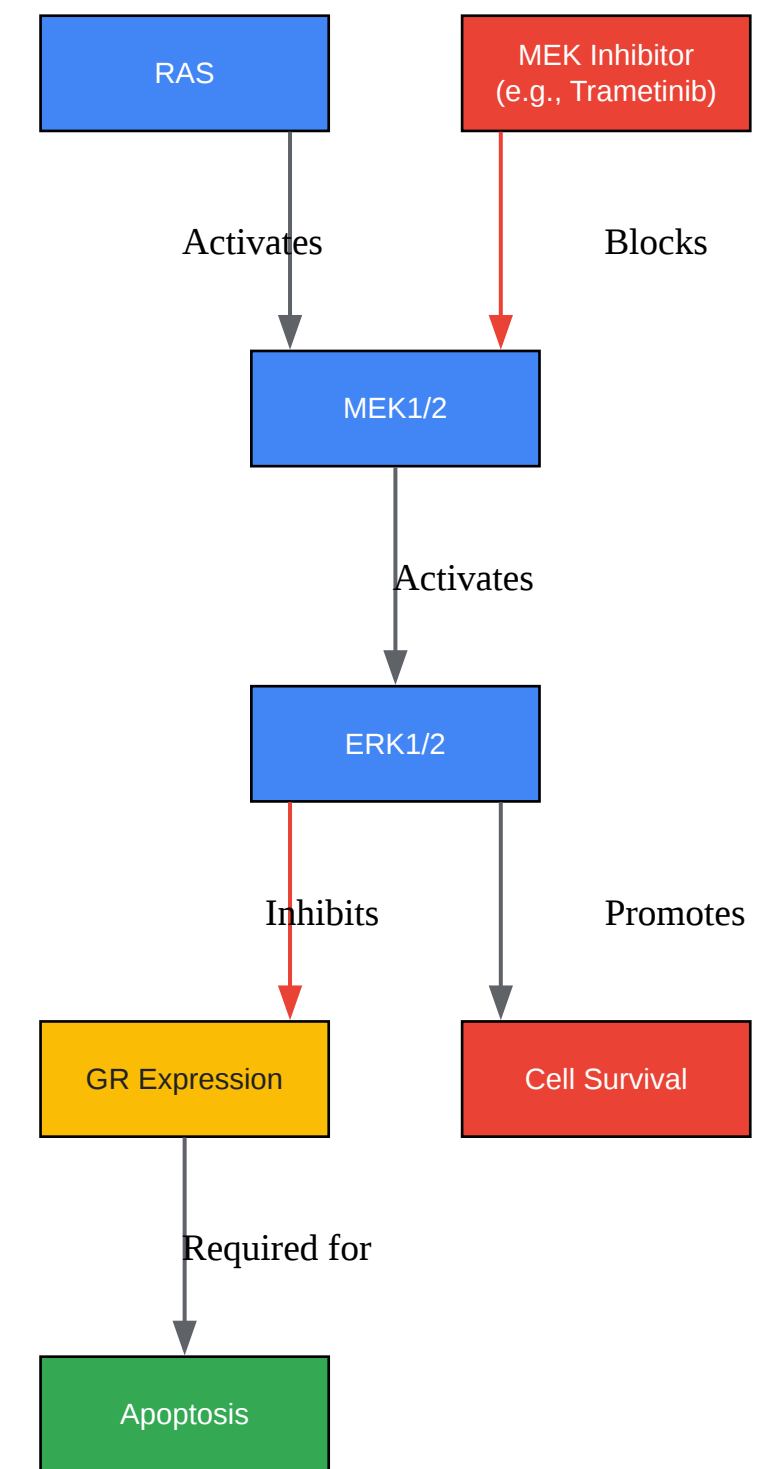 RAS
MEK Inhibitor
(e.g., Trametinib)
Activates
Blocks
MEK1/2
Activates
ERK1/2
Inhibits
Promotes
GR Expression
Cell Survival
Required for
Apoptosis